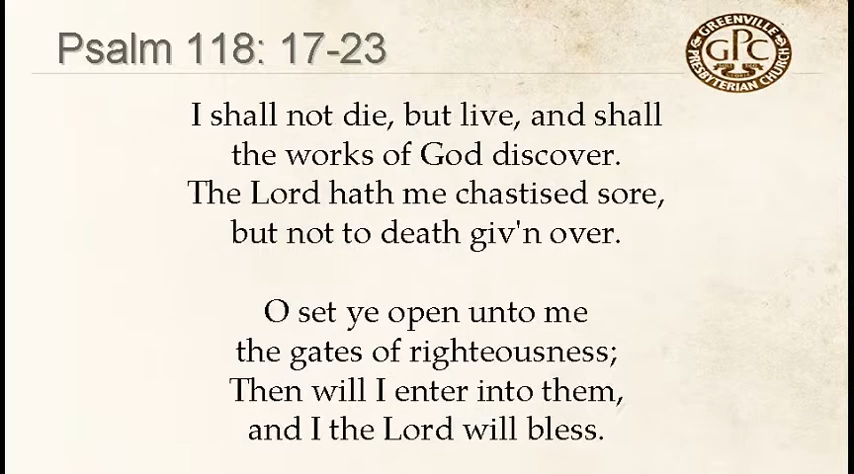 Psalm 118: 17-23
GREENVILLE
GPC
PRESBYTERIAN CHURCH
I shall not die, but live, and shall
the works of God discover.
The Lord hath me chastised sore,
but not to death giv'n over.
O set ye open unto me
the gates of righteousness;
Then will I enter into them,
and I the Lord will bless.